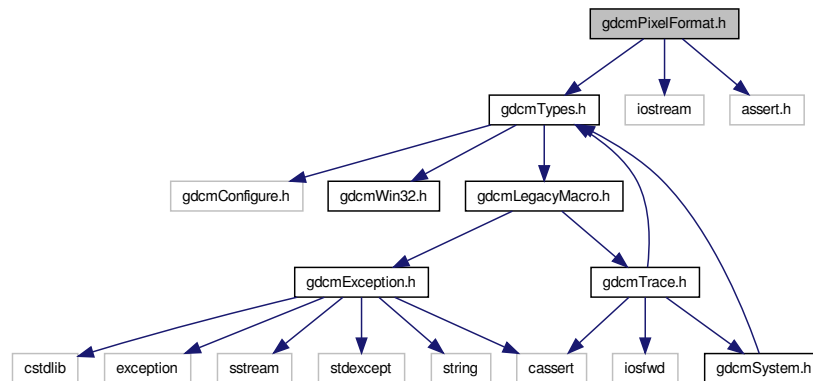 gdcmPixelFormat.h
gdcmTypes.h
iostream
assert.h
gdcmConfigure.h
gdcmWin32.h
gdcmLegacyMacro.h
gdcmException.h
gdcmTrace.h
cstdlib
exception
sstream
stdexcept
string
cassert
iosfwd
gdcmSystem.h